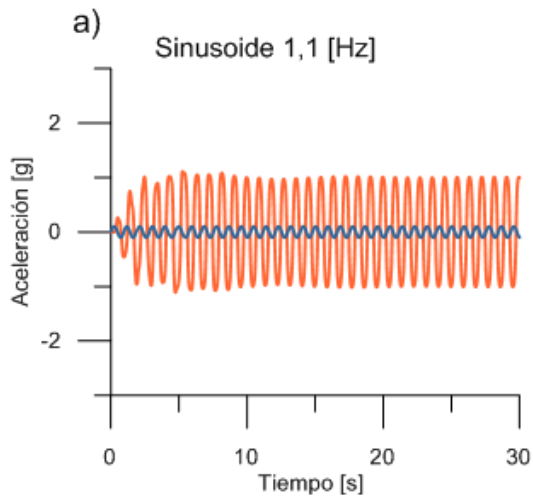 a)
Sinusoide 1,1 [Hz]
Aceleración [g]
2
0
-2
0
10
20
30
Tiempo [s]